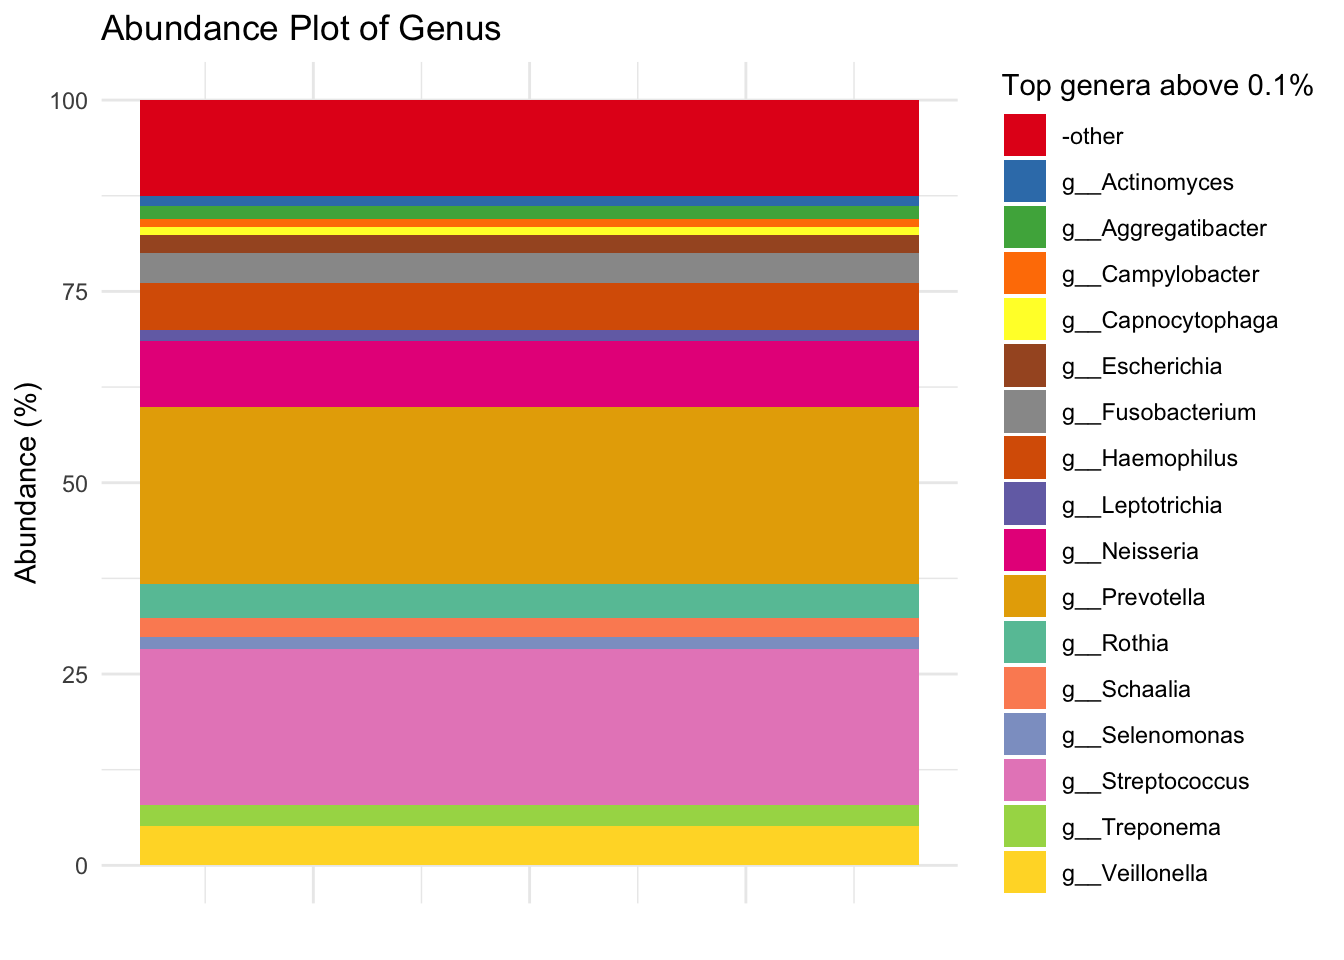 Abundance Plot of Genus
Abundance (%)
100
75
50
25
0
Top genera above 0.1%
-other
g__Actinomyces
g__Aggregatibacter
g__Campylobacter
g__Capnocytophaga
g__Escherichia
g__Fusobacterium
g__Haemophilus
g__Leptotrichia
g__Neisseria
g__Prevotella
g__Rothia
g__Schaalia
g__Selenomonas
g__Streptococcus
g__Treponema
g__Veillonella